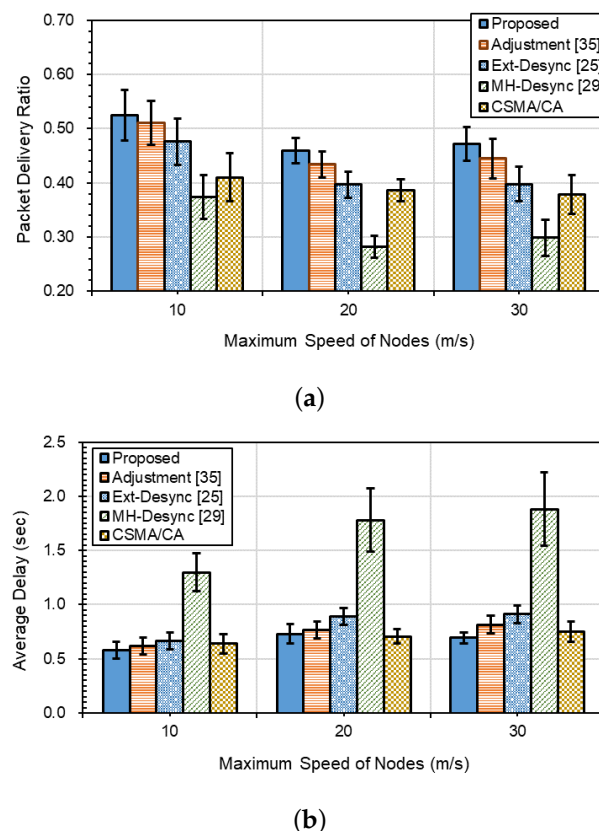 0.70
0.60
0.50
0.40
0.30
0.20
Packet Delivery Ratio
Proposed
Adjustment [35]
Ext-Desync [25]
MH-Desync [29]
CSMA/CA
10
20
30
Maximum Speed of Nodes (m/s)
(a)
2.5
2.0
1.5
1.0
0.5
0.0
Average Delay (sec)
Proposed
Adjustment [35]
Ext-Desync [25]
MH-Desync [29]
CSMA/CA
10
20
30
Maximum Speed of Nodes (m/s)
(b)